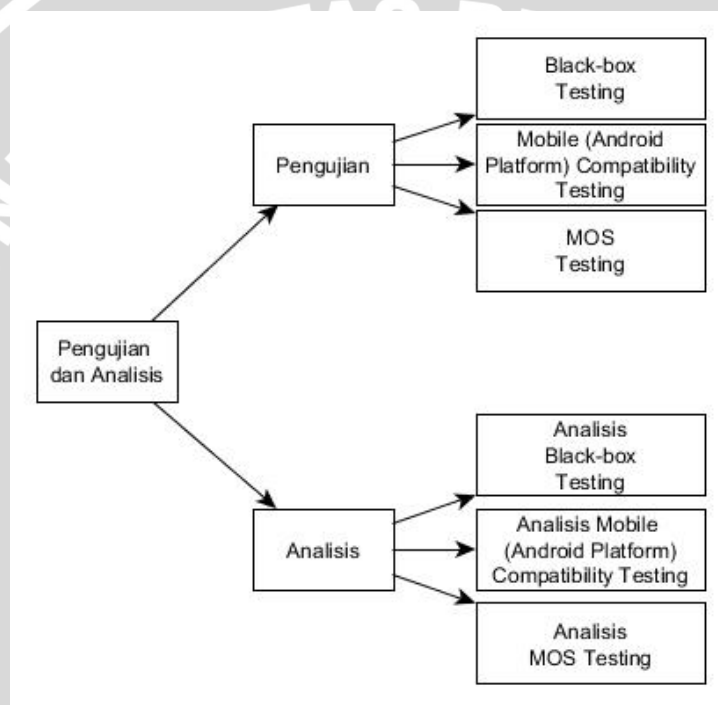 Black-box
Testing
Mobile (Android
Platform) Compatibility
Testing
Pengujian
MOS
Testing
Pengujian
dan Analisis
Analisis
Black-box
Testing
Analisis Mobile
(Android Platform)
Compatibility Testing
Analisis
Analisis
MOS Testing